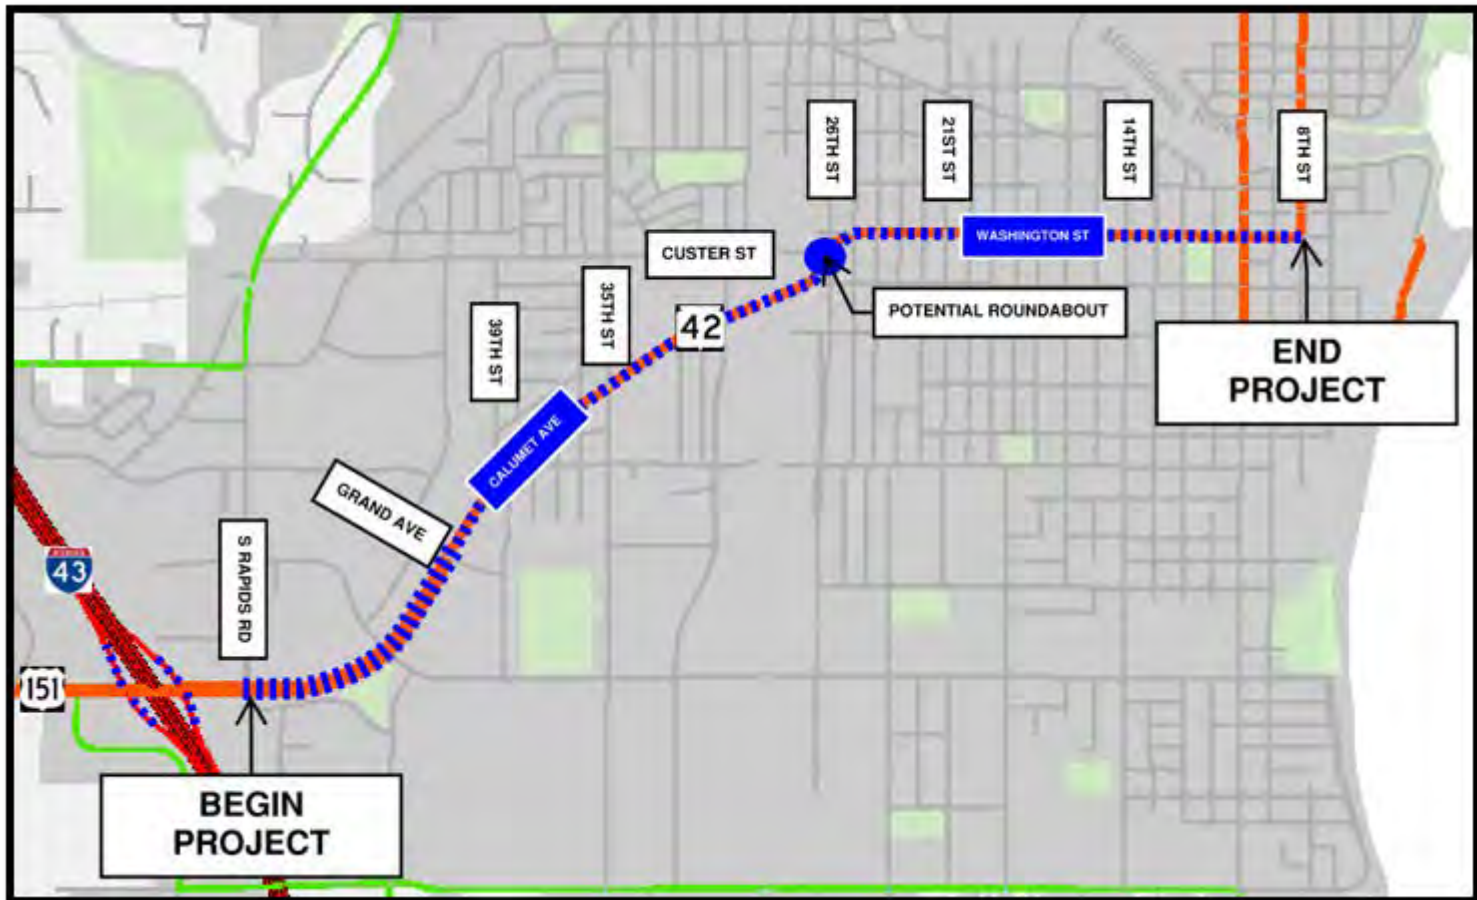 26TH ST
21ST ST
14TH ST
8TH ST
WASHINGTON ST
CUSTER ST
35TH ST
POTENTIAL ROUNDABOUT
42
39TH ST
END
PROJECT
CALUMET AVE
GRAND AVE
S RAPIDS RD
43
151
BEGIN
PROJECT